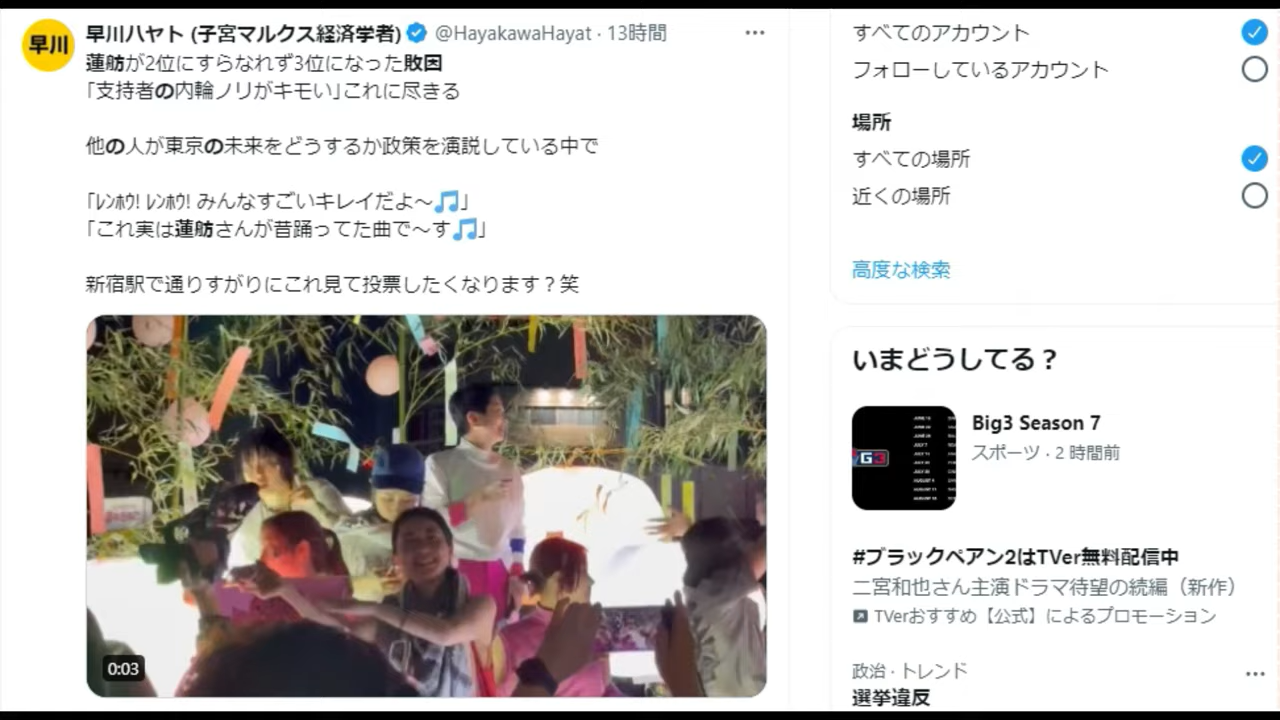 早川
早川ハヤト (子宮マルクス経済学者) @HayakawaHayat · 13時間
蓮舫が2位にすらなれず3位になった敗因
「支持者の内輪ノリがキモい」これに尽きる
他の人が東京の未来をどうするか政策を演説している中で
「ﾚﾝﾎｳ! ﾚﾝﾎｳ! みんなすごいキレイだよ～🎵」
「これ実は蓮舫さんが昔踊ってた曲で～す🎵」
新宿駅で通りすがりにこれ見て投票したくなります？笑
0:03
すべてのアカウント
フォローしているアカウント
場所
すべての場所
近くの場所
高度な検索
いまどうしてる？
Big3 Season 7
スポーツ · 2 時間前
#ブラックペアン2はTVer無料配信中
二宮和也さん主演ドラマ待望の続編（新作）
TVerおすすめ【公式】によるプロモーション
政治 · トレンド
選挙違反